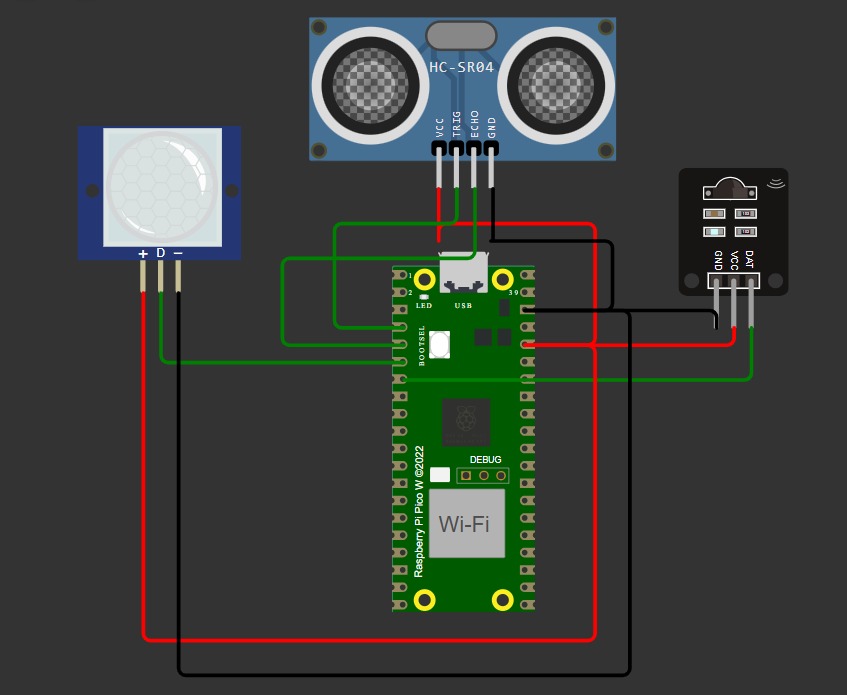 HC-SR04
VCC
TRIG
ECHO
GND
+ D −
GND
VCC
DAT
1
2
39
LED
USB
BOOTSEL
DEBUG
Raspberry Pi Pico W ©2022
Wi-Fi